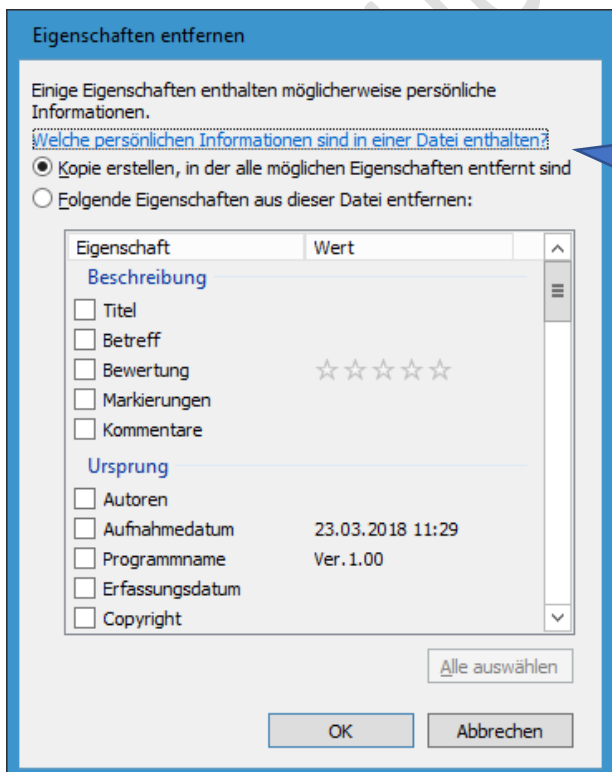 Eigenschaften entfernen
Einige Eigenschaften enthalten möglicherweise persönliche
Informationen.
Welche persönlichen Informationen sind in einer Datei enthalten?
Kopie erstellen, in der alle möglichen Eigenschaften entfernt sind
Folgende Eigenschaften aus dieser Datei entfernen:
Eigenschaft Wert
Beschreibung
Titel
Betreff
Bewertung
Markierungen
Kommentare
Ursprung
Autoren
Aufnahmedatum 23.03.2018 11:29
Programmname Ver.1.00
Erfassungsdatum
Copyright
Alle auswählen
OK Abbrechen